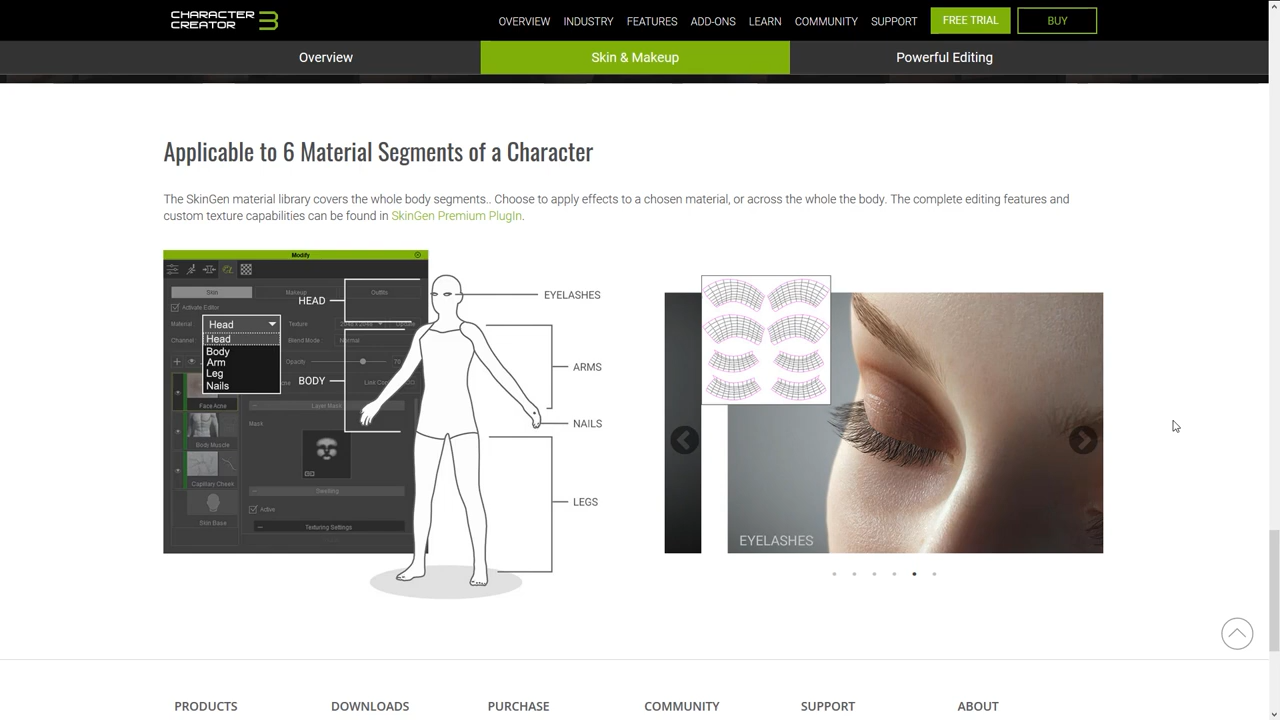 CHARACTER
CREATOR 3
OVERVIEW INDUSTRY FEATURES ADD-ONS LEARN COMMUNITY SUPPORT FREE TRIAL BUY
Overview Skin & Makeup Powerful Editing
Applicable to 6 Material Segments of a Character
The SkinGen material library covers the whole body segments.. Choose to apply effects to a chosen material, or across the whole the body. The complete editing features and
custom texture capabilities can be found in SkinGen Premium PlugIn.
Modify
Skin Makeup Outfits
Activate Editor
Material Head Texture
Channel Blend Mode: Normal
Head
Body
Arm
Leg
Nails
Opacity
Face Acne
Layer Mask
Mask
Body Muscle
Capillary Cheek
Swelling
Active
Skin Base
Texturing Settings
HEAD
BODY
EYELASHES
ARMS
NAILS
LEGS
EYELASHES
PRODUCTS DOWNLOADS PURCHASE COMMUNITY SUPPORT ABOUT